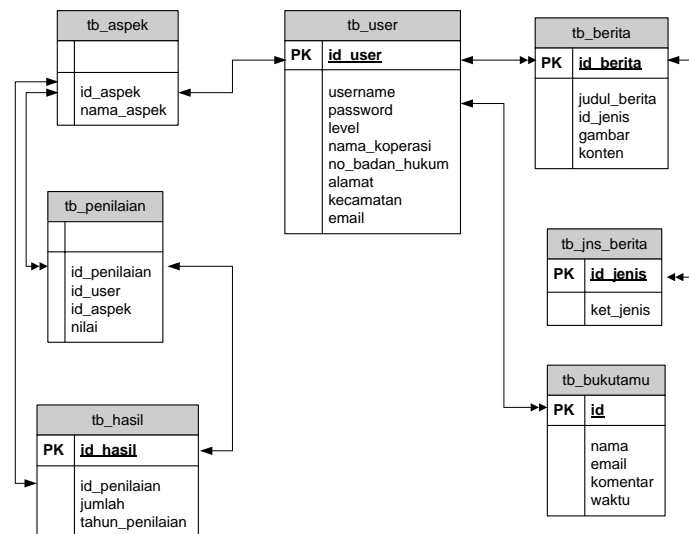 tb_aspek
id_aspek
nama_aspek
tb_user
PK id_user
username
password
level
nama_koperasi
no_badan_hukum
alamat
kecamatan
email
tb_berita
PK id_berita
judul_berita
id_jenis
gambar
konten
tb_penilaian
id_penilaian
id_user
id_aspek
nilai
tb_jns_berita
PK id_jenis
ket_jenis
tb_hasil
PK id_hasil
id_penilaian
jumlah
tahun_penilaian
tb_bukutamu
PK id
nama
email
komentar
waktu